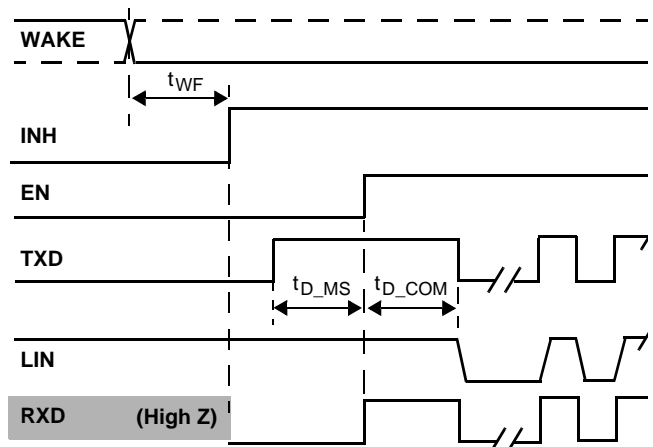 WAKE
tWF
INH
EN
TXD
tD_MS tD_COM
LIN
RXD (High Z)